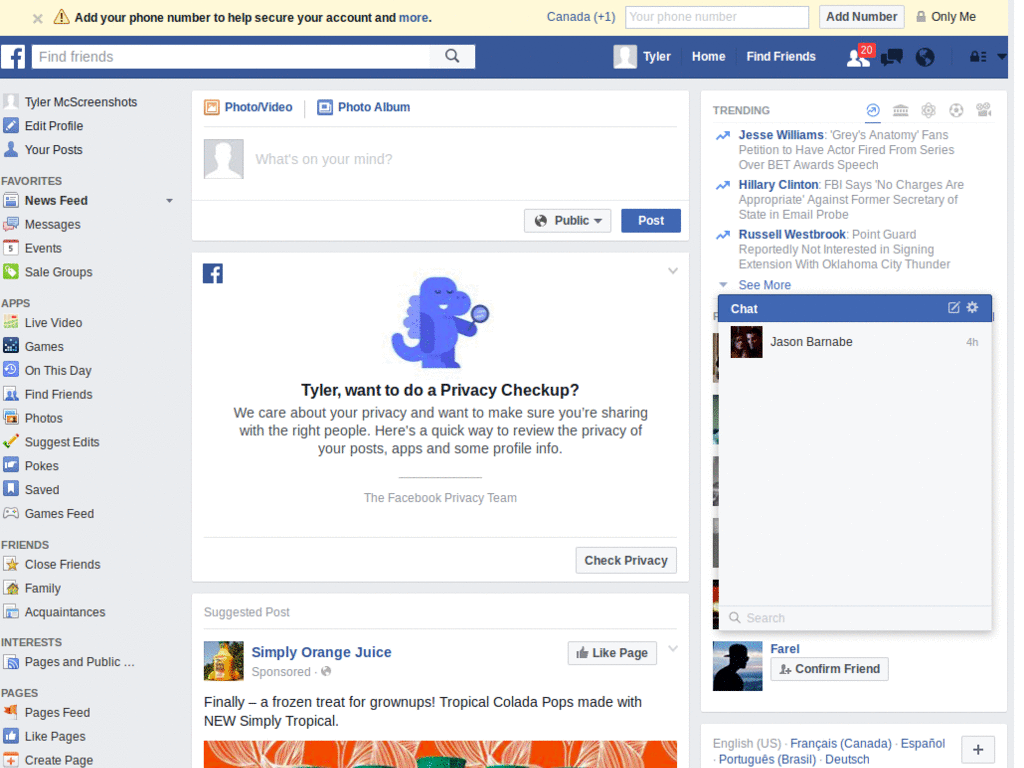 Add your phone number to help secure your account and more.
Canada (+1)
Your phone number
Add Number
Only Me
Find friends
Tyler
Home
Find Friends
20
Tyler McScreenshots
Edit Profile
Your Posts
FAVORITES
News Feed
Messages
5
Events
Sale Groups
APPS
Live Video
Games
On This Day
Find Friends
Photos
Suggest Edits
Pokes
Saved
Games Feed
FRIENDS
Close Friends
Family
Acquaintances
INTERESTS
Pages and Public ...
PAGES
Pages Feed
Like Pages
Create Page
Photo/Video
Photo Album
What's on your mind?
Public
Post
Tyler, want to do a Privacy Checkup?
We care about your privacy and want to make sure you're sharing
with the right people. Here's a quick way to review the privacy of
your posts, apps and some profile info.
The Facebook Privacy Team
Check Privacy
Suggested Post
Simply Orange Juice
Sponsored ·
Like Page
Finally – a frozen treat for grownups! Tropical Colada Pops made with
NEW Simply Tropical.
TRENDING
Jesse Williams: 'Grey's Anatomy' Fans
Petition to Have Actor Fired From Series
Over BET Awards Speech
Hillary Clinton: FBI Says 'No Charges Are
Appropriate' Against Former Secretary of
State in Email Probe
Russell Westbrook: Point Guard
Reportedly Not Interested in Signing
Extension With Oklahoma City Thunder
See More
Chat
Jason Barnabe
4h
Search
Farel
Confirm Friend
English (US) · Français (Canada) · Español
· Português (Brasil) · Deutsch